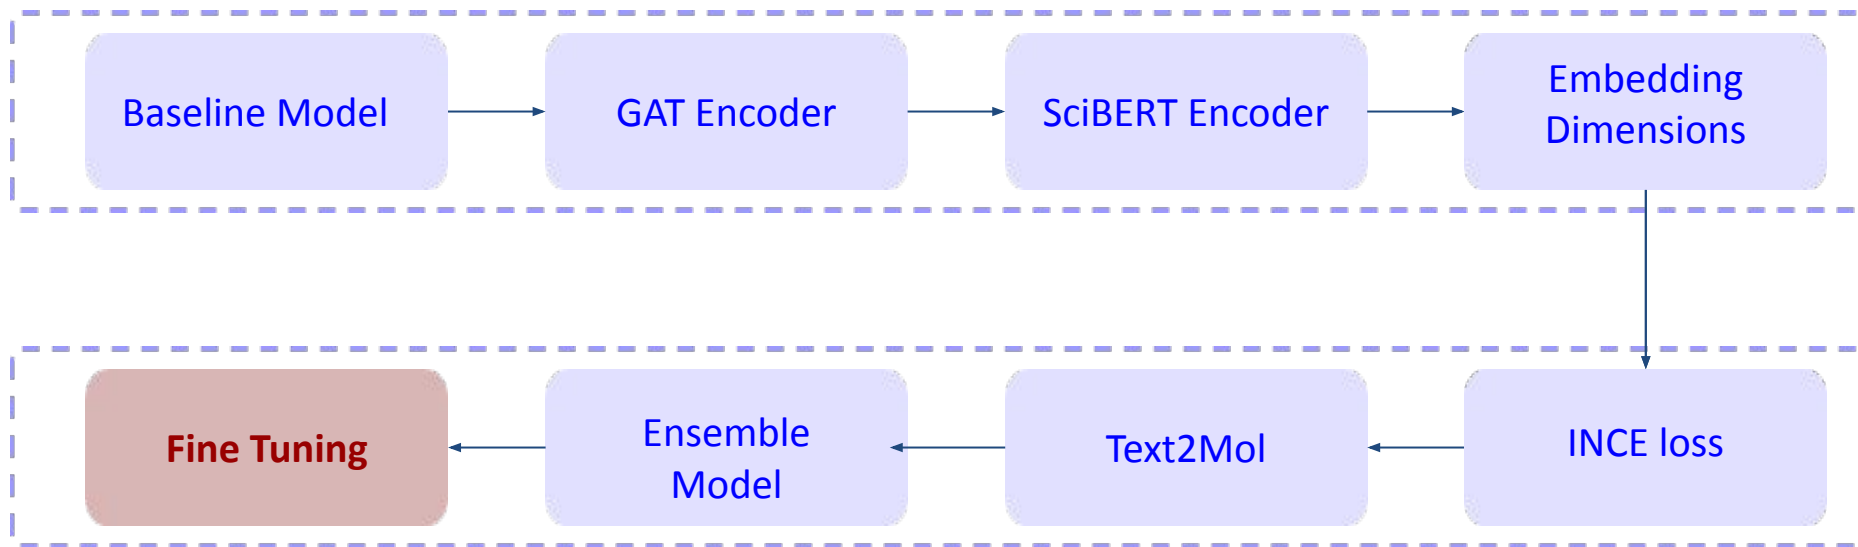 Baseline Model
GAT Encoder
SciBERT Encoder
Embedding
Dimensions
Fine Tuning
Ensemble
Model
Text2Mol
INCE loss